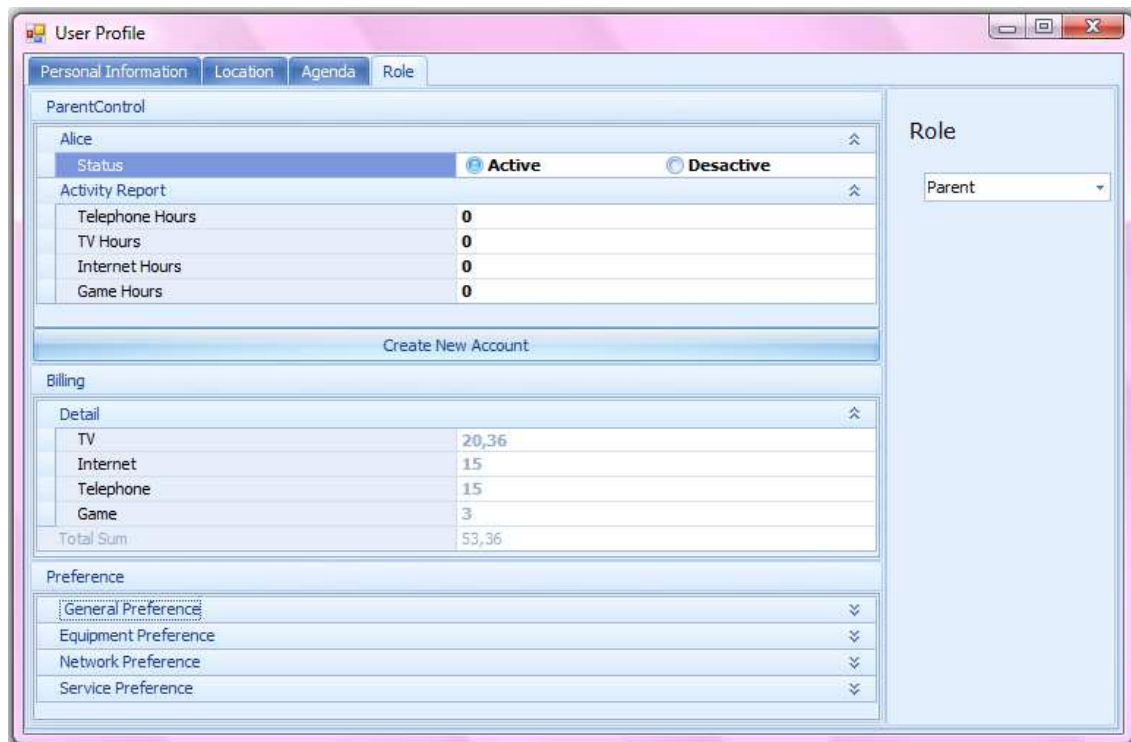 User Profile
Personal Information Location Agenda Role
ParentControl
Alice
Status Active Desactive
Activity Report
Telephone Hours 0
TV Hours 0
Internet Hours 0
Game Hours 0
Create New Account
Billing
Detail
TV 20,36
Internet 15
Telephone 15
Game 3
Total Sum 53,36
Preference
General Preference
Equipment Preference
Network Preference
Service Preference
Role
Parent